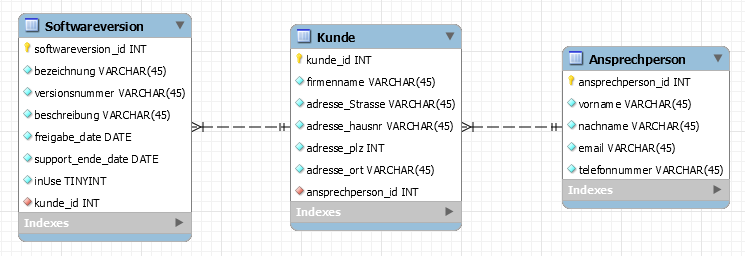 Softwareversion
softwareversion_id INT
bezeichnung VARCHAR(45)
versionsnummer VARCHAR(45)
beschreibung VARCHAR(45)
freigabe_date DATE
support_ende_date DATE
inUse TINYINT
kunde_id INT
Indexes
Kunde
kunde_id INT
firmenname VARCHAR(45)
adresse_Strasse VARCHAR(45)
adresse_hausnr VARCHAR(45)
adresse_plz INT
adresse_ort VARCHAR(45)
ansprechperson_id INT
Indexes
Ansprechperson
ansprechperson_id INT
vorname VARCHAR(45)
nachname VARCHAR(45)
email VARCHAR(45)
telefonnummer VARCHAR(45)
Indexes